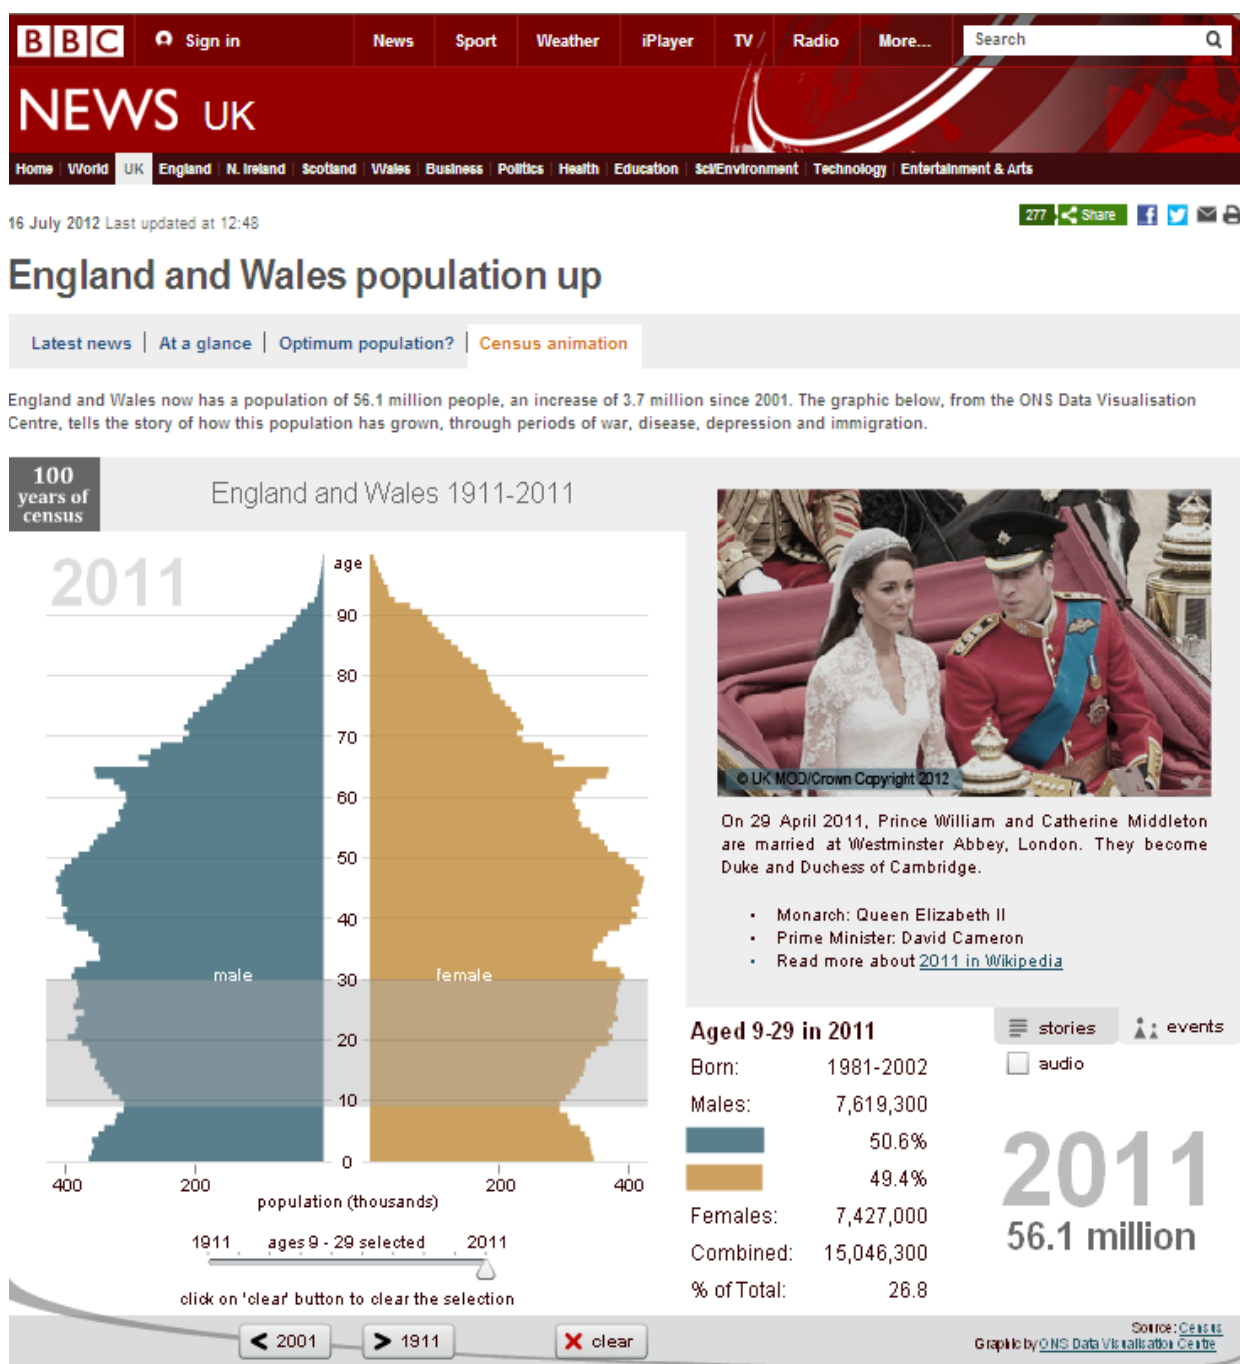 BBC Sign in News Sport Weather iPlayer TV Radio More... Search
NEWS UK
Home World UK England N. Ireland Scotland Wales Business Politics Health Education Sci/Environment Technology Entertainment & Arts
16 July 2012 Last updated at 12:48
277 Share
England and Wales population up
Latest news At a glance Optimum population? Census animation
England and Wales now has a population of 56.1 million people, an increase of 3.7 million since 2001. The graphic below, from the ONS Data Visualisation
Centre, tells the story of how this population has grown, through periods of war, disease, depression and immigration.
100
years of
census
England and Wales 1911-2011
2011
age
90
80
70
60
50
40
30
20
10
0
male
female
400 200 200 400
population (thousands)
1911 ages 9 - 29 selected 2011
click on 'clear' button to clear the selection
< 2001 > 1911 X clear
© UK MOD/Crown Copyright 2012
On 29 April 2011, Prince William and Catherine Middleton
are married at Westminster Abbey, London. They become
Duke and Duchess of Cambridge.
• Monarch: Queen Elizabeth II
• Prime Minister: David Cameron
• Read more about 2011 in Wikipedia
Aged 9-29 in 2011
Born: 1981-2002
Males: 7,619,300
50.6%
49.4%
Females: 7,427,000
Combined: 15,046,300
% of Total: 26.8
stories events
audio
2011
56.1 million
Source: Census
Graphic by ONS Data Visualisation Centre